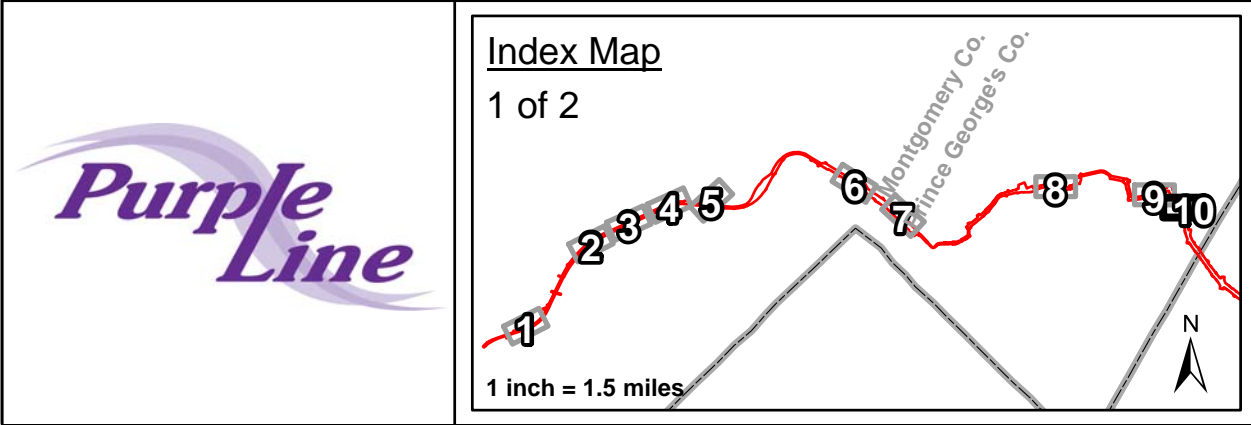 Purple
Line
Index Map
1 of 2
Montgomery Co.
Prince George's Co.
1
2
3
4
5
6
7
8
9
10
1 inch = 1.5 miles
N